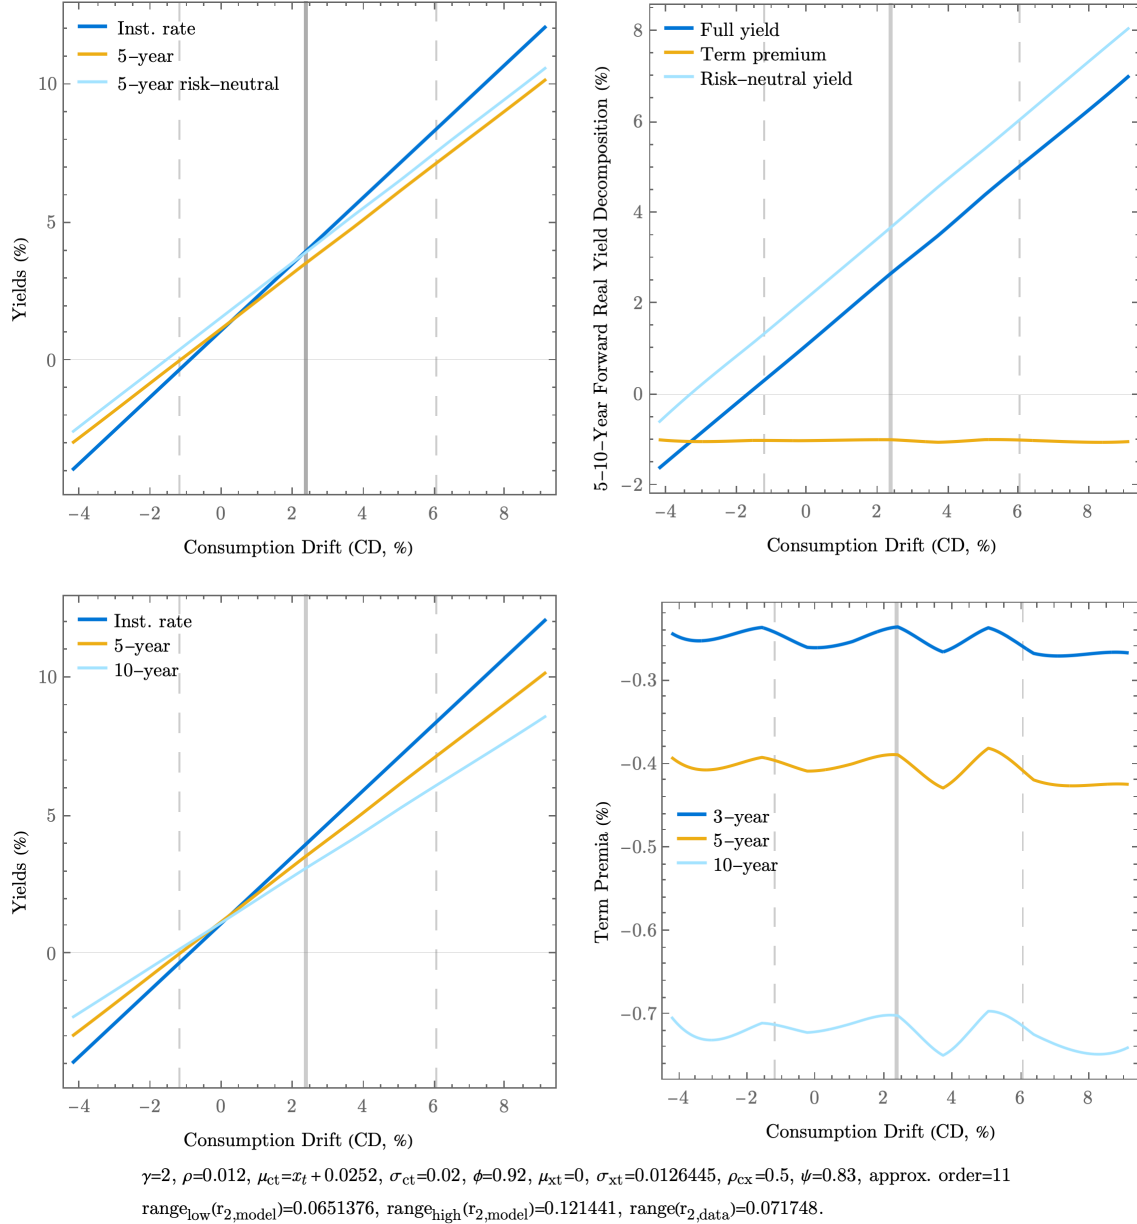 Inst. rate
5–year
5–year risk–neutral
10
5
0
Yields (%)
−4 −2 0 2 4 6 8
Consumption Drift (CD, %)
Full yield
Term premium
Risk–neutral yield
8
6
4
2
0
−2
5–10–Year Forward Real Yield Decomposition (%)
−4 −2 0 2 4 6 8
Consumption Drift (CD, %)
Inst. rate
5–year
10–year
10
5
0
Yields (%)
−4 −2 0 2 4 6 8
Consumption Drift (CD, %)
−0.3
−0.4
−0.5
−0.6
−0.7
3–year
5–year
10–year
Term Premia (%)
−4 −2 0 2 4 6 8
Consumption Drift (CD, %)
γ=2, ρ=0.012, μct=xt+0.0252, σct=0.02, ϕ=0.92, μxt=0, σxt=0.0126445, ρcx=0.5, ψ=0.83, approx. order=11
rangelow(r2,model)=0.0651376, rangehigh(r2,model)=0.121441, range(r2,data)=0.071748.